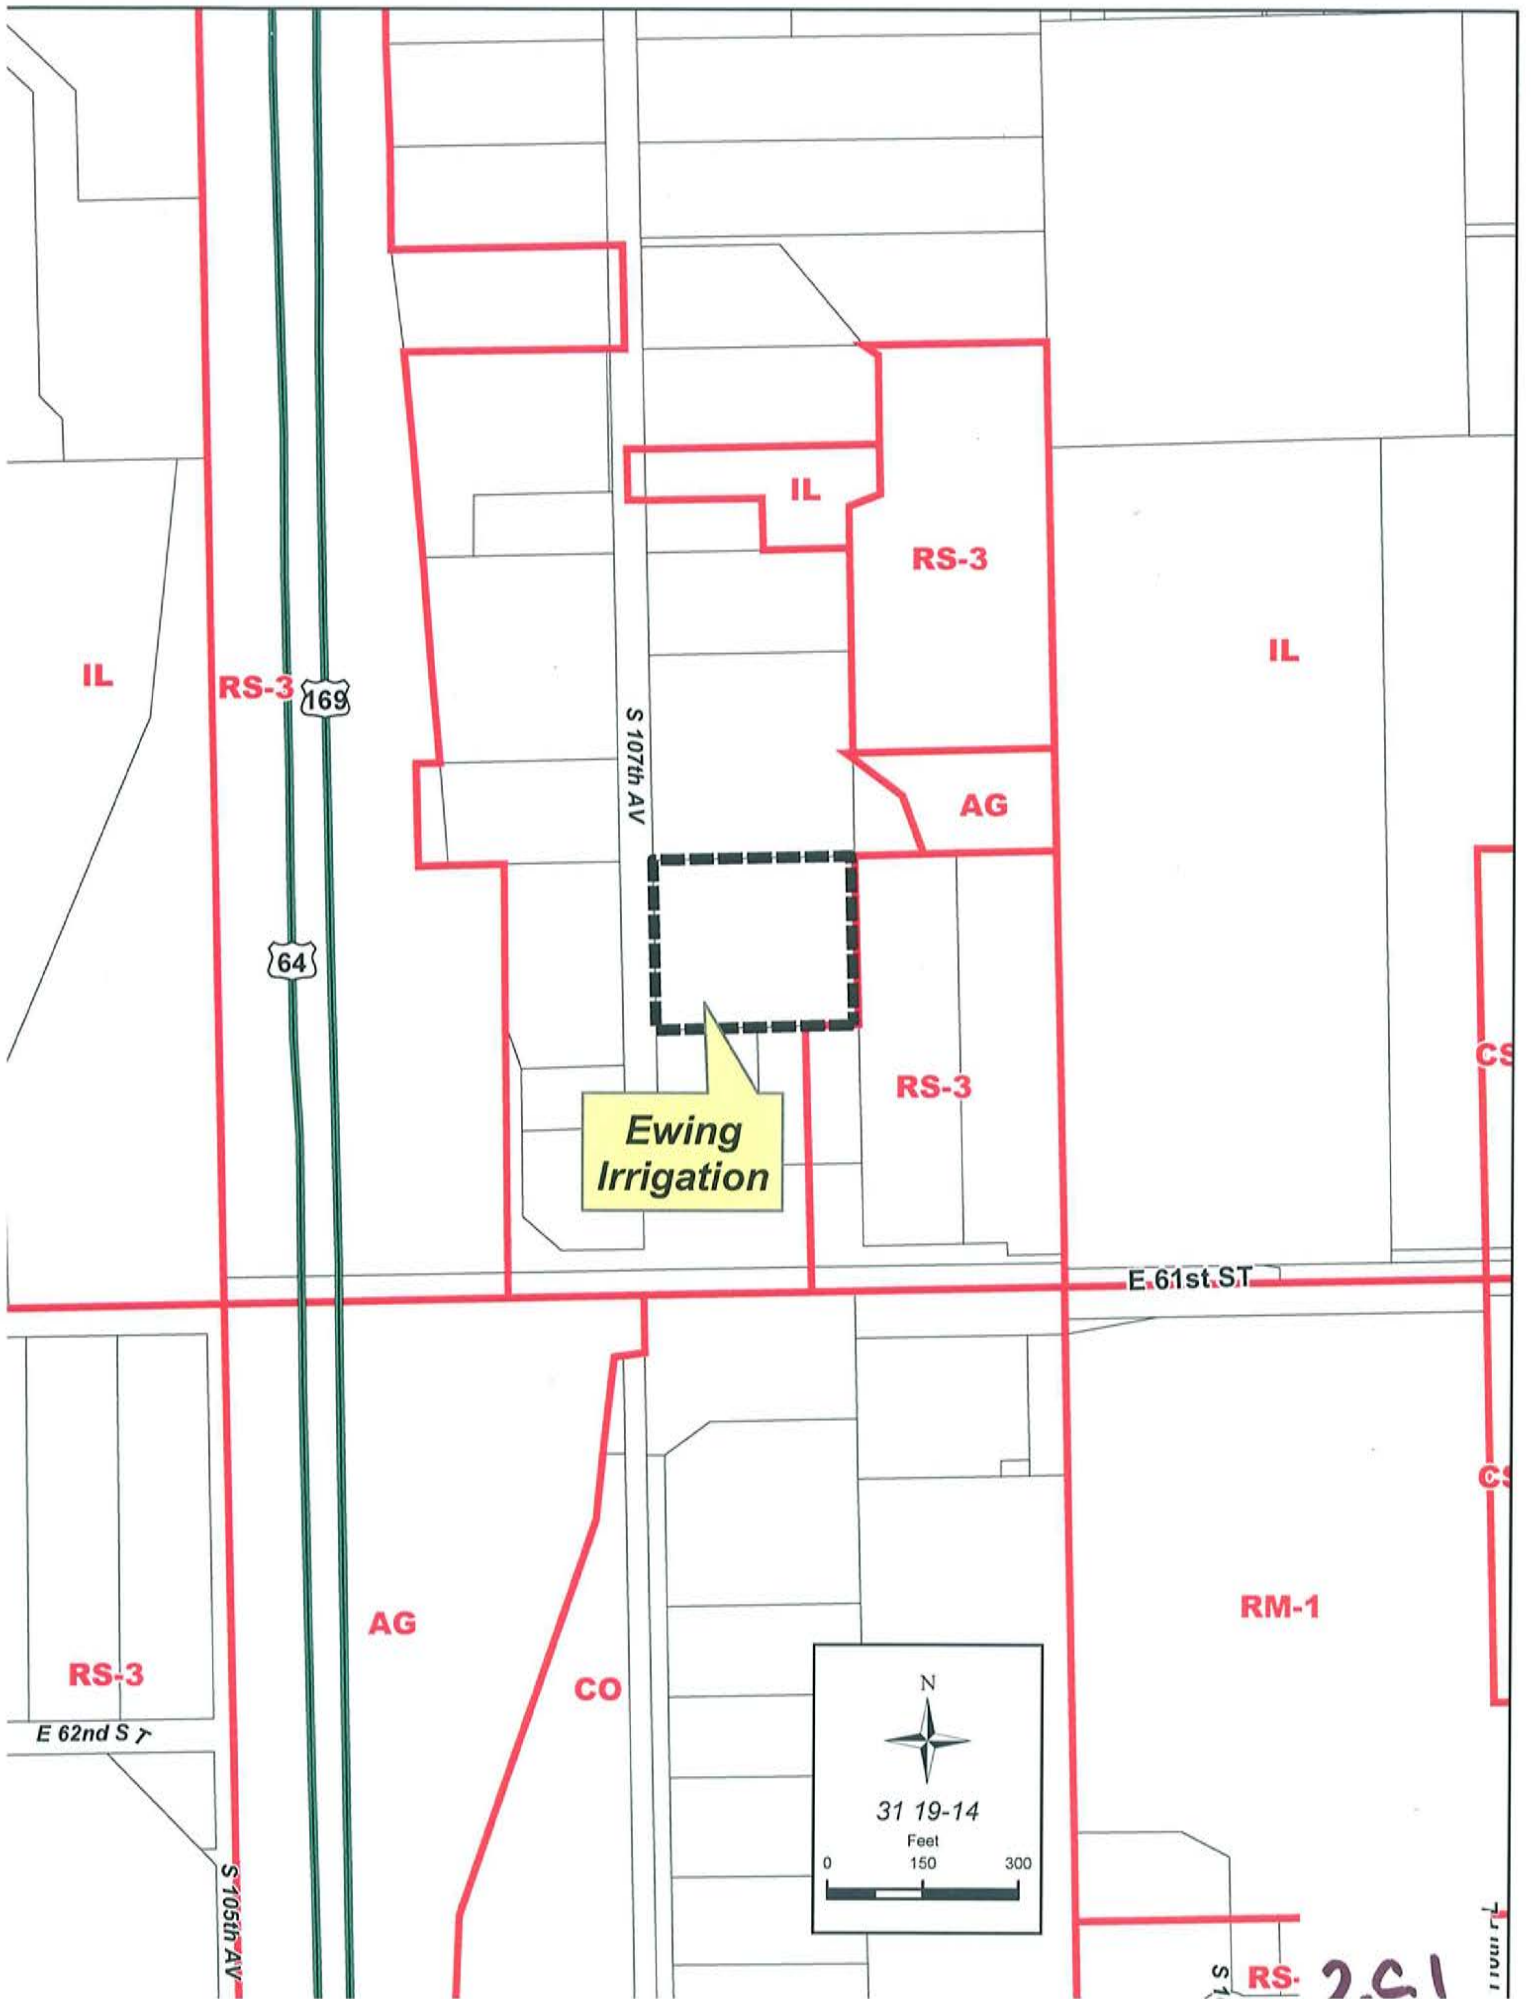 IL
RS-3
IL
RS-3
169
IL
S 107th AV
AG
64
CS
RS-3
Ewing
Irrigation
E 61st ST
CS
RM-1
AG
RS-3
CO
N
E 62nd ST
31 19-14
Feet
0 150 300
S 105th AV
RS-